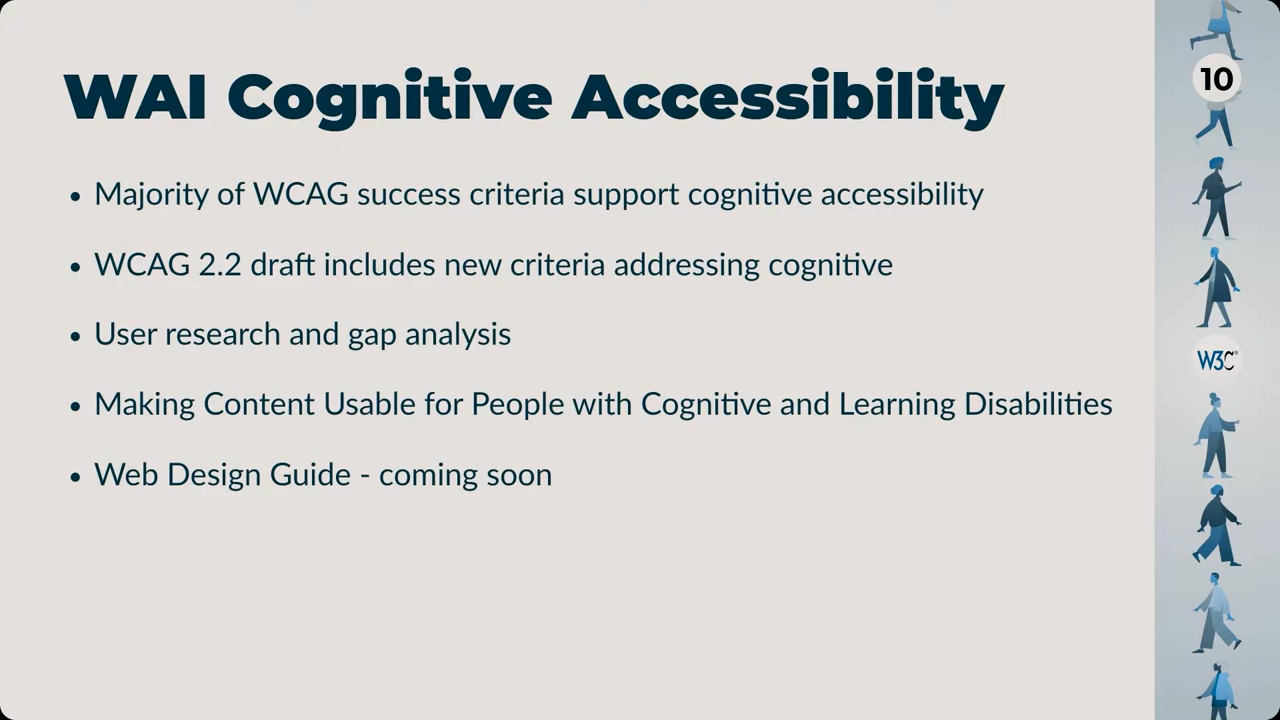 WAI Cognitive Accessibility
10
• Majority of WCAG success criteria support cognitive accessibility
• WCAG 2.2 draft includes new criteria addressing cognitive
• User research and gap analysis
W3C®
• Making Content Usable for People with Cognitive and Learning Disabilities
• Web Design Guide - coming soon